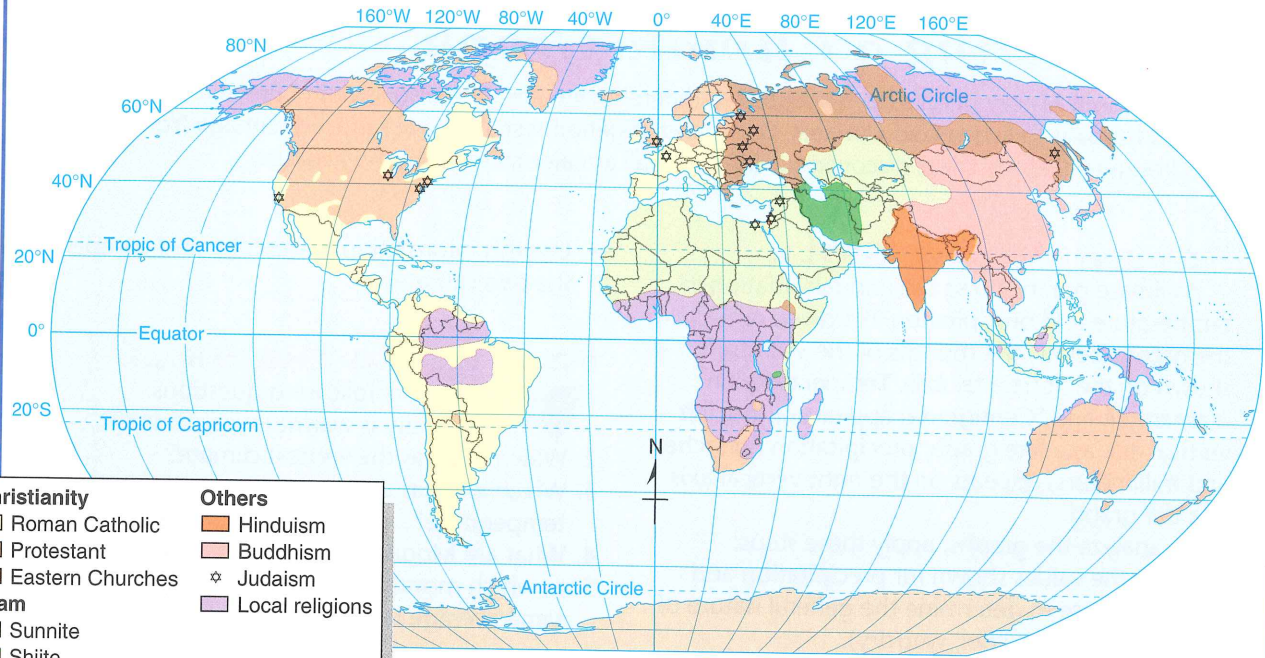 160°W 120°W 80°W 40°W 0° 40°E 80°E 120°E 160°E
80°N
60°N
Arctic Circle
40°N
Tropic of Cancer
20°N
0°
Equator
20°S
Tropic of Capricorn
N
Antarctic Circle
ristianity
Roman Catholic
Protestant
Eastern Churches
am
Sunnite
Shiite
Others
Hinduism
Buddhism
Judaism
Local religions